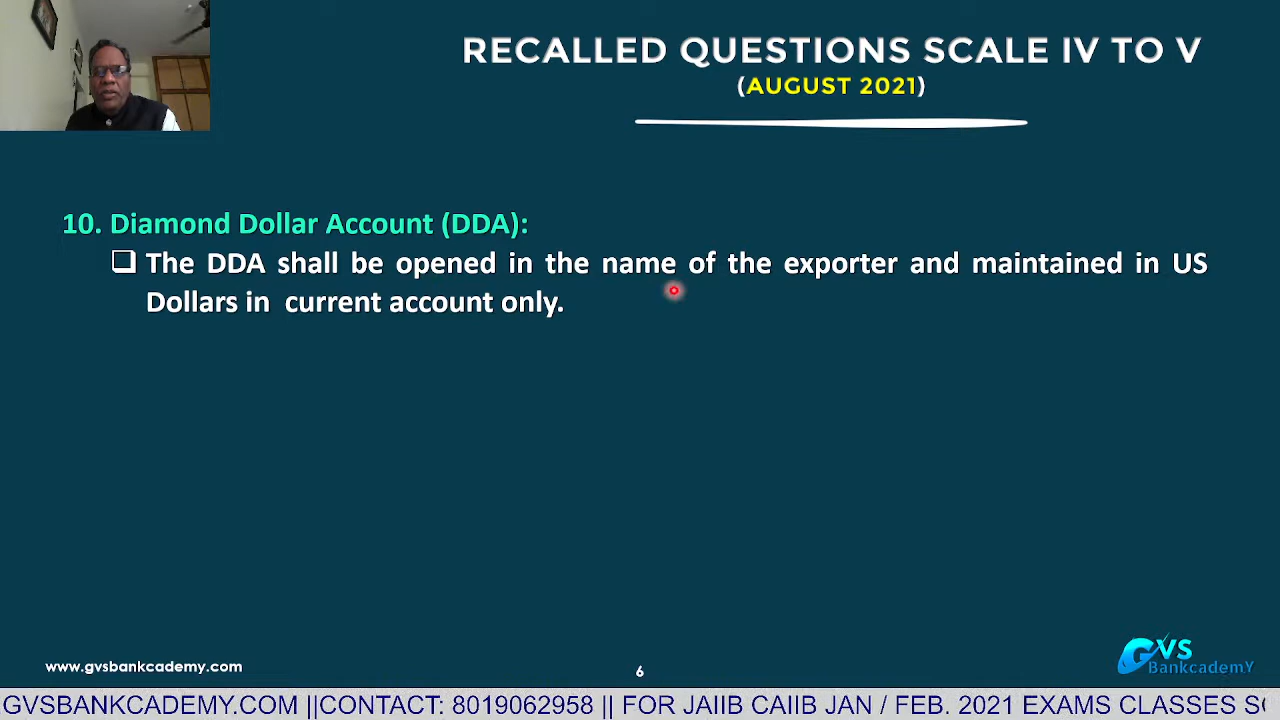 RECALLED QUESTIONS SCALE IV TO V
(AUGUST 2021)
10. Diamond Dollar Account (DDA):
❑ The DDA shall be opened in the name of the exporter and maintained in US
Dollars in current account only.
www.gvsbankcademy.com
6
GVS
BankcademY
GVSBANKCADEMY.COM ||CONTACT: 8019062958 || FOR JAIIB CAIIB JAN / FEB. 2021 EXAMS CLASSES